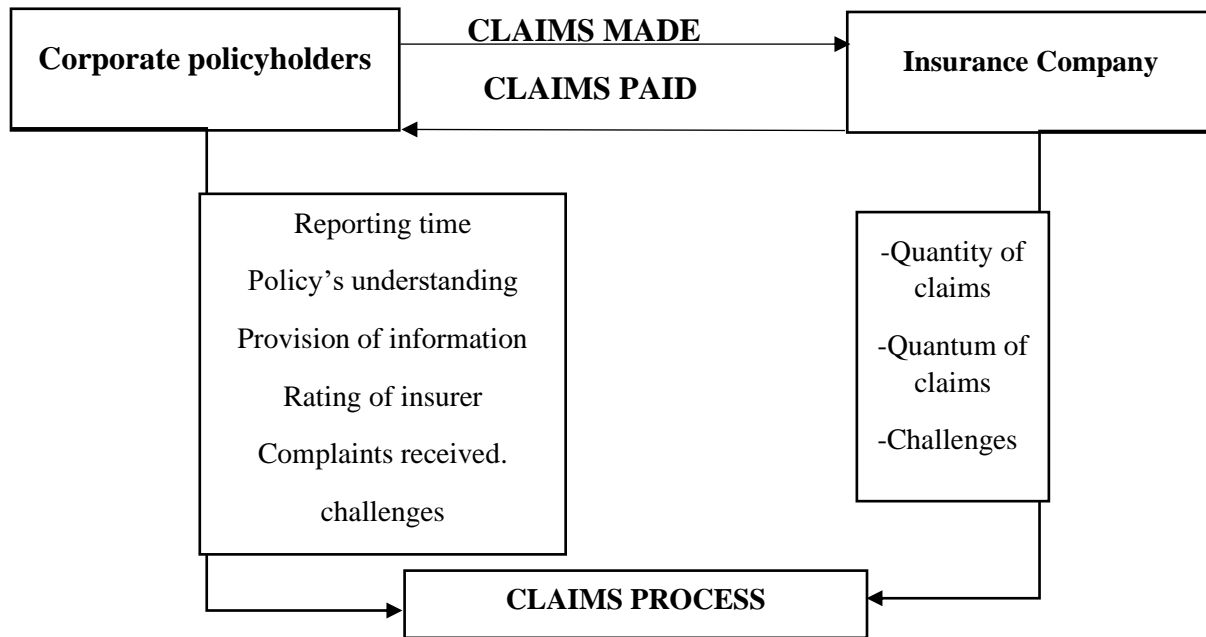 Corporate policyholders
CLAIMS MADE
CLAIMS PAID
Insurance Company
Reporting time
Policy’s understanding
Provision of information
Rating of insurer
Complaints received.
challenges
-Quantity of
claims
-Quantum of
claims
-Challenges
CLAIMS PROCESS